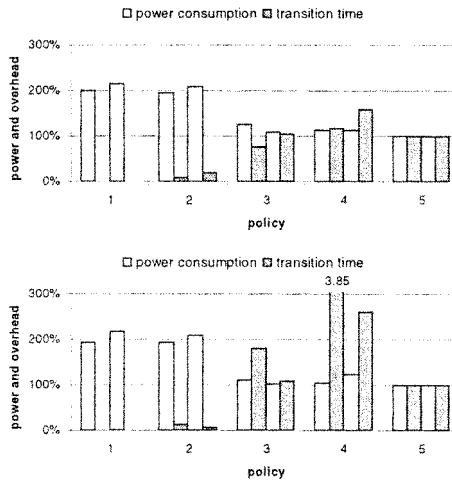 power consumption transition time
300%
200%
100%
0%
power and overhead
1 2 3 4 5
policy
power consumption transition time
3.85
300%
200%
100%
0%
power and overhead
1 2 3 4 5
policy